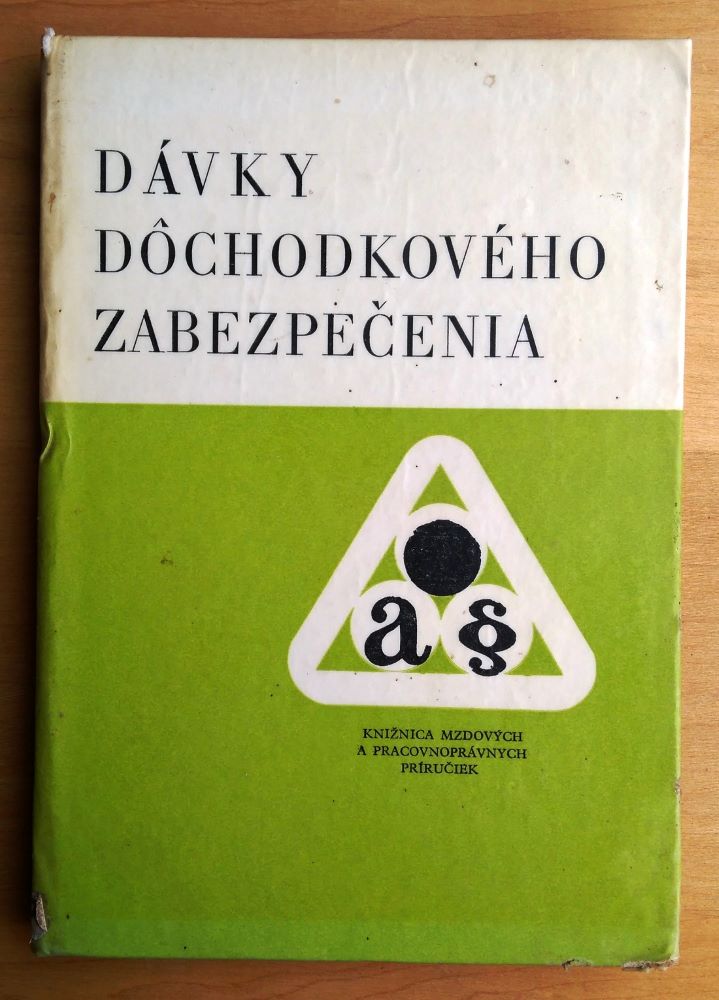 DÁVKY
DÔCHODKOVÉHO
ZABEZPEČENIA
a §
KNIŽNICA MZDOVÝCH
A PRACOVNOPRÁVNYCH
PRÍRUČIEK